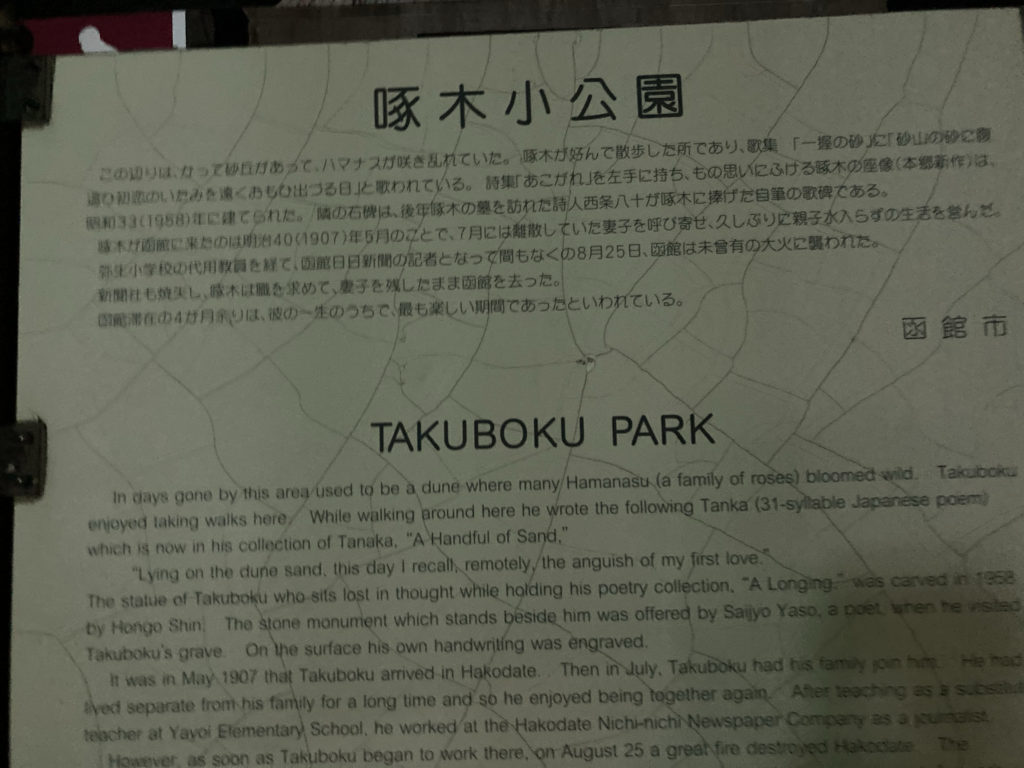 啄木小公園
この辺りは、かって砂丘があって、ハマナスが咲き乱れていた。啄木が好んで散歩した所であり、歌集 「一握の砂」に「砂山の砂に腹
這ひ初恋のいたみを遠くおもひ出づる日」と歌われている。 詩集「あこがれ」を左手に持ち、もの思いにふける啄木の座像(本郷新作)は、
昭和33(1958)年に建てられた。隣の石碑は、後年啄木の墓を訪れた詩人西条八十が啄木に捧げた自筆の歌碑である。
啄木が函館に来たのは明治40(1907)年5月のことで、7月には離散していた妻子を呼び寄せ、久しぶりに親子水入らずの生活を営んだ。
弥生小学校の代用教員を経て、函館日日新聞の記者となって間もなくの8月25日、函館は未曾有の大火に襲われた。
新聞社も焼失し、啄木は職を求めて、妻子を残したまま函館を去った。
函館滞在の4か月余りは、彼の一生のうちで、最も楽しい期間であったといわれている。
函館市
TAKUBOKU PARK
In days gone by this area used to be a dune where many Hamanasu (a family of roses) bloomed wild. Takuboku
enjoyed taking walks here. While walking around here he wrote the following Tanka (31-syllable Japanese poem)
which is now in his collection of Tanaka, "A Handful of Sand,"
"Lying on the dune sand, this day I recall, remotely, the anguish of my first love."
The statue of Takuboku who sits lost in thought while holding his poetry collection, "A Longing," was carved in 1958
by Hongo Shin. The stone monument which stands beside him was offered by Saijyo Yaso, a poet, when he visited
Takuboku's grave. On the surface his own handwriting was engraved.
It was in May 1907 that Takuboku arrived in Hakodate. Then in July, Takuboku had his family join him. He had
lived separate from his family for a long time and so he enjoyed being together again. After teaching as a substitut
teacher at Yayoi Elementary School, he worked at the Hakodate Nichi-nichi Newspaper Company as a journalist.
However, as soon as Takuboku began to work there, on August 25 a great fire destroyed Hakodate. The